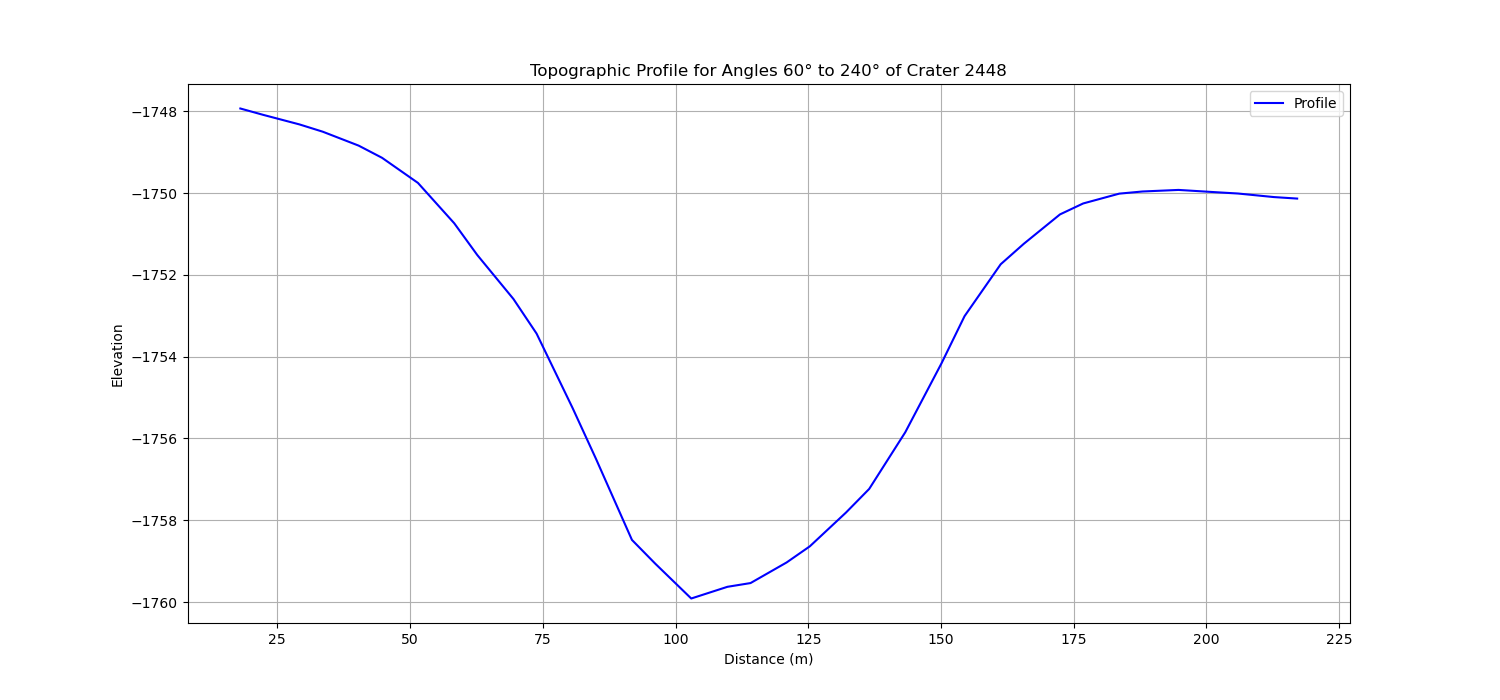 Topographic Profile for Angles 60° to 240° of Crater 2448
Profile
−1748
−1750
−1752
−1754
−1756
−1758
−1760
Elevation
25 50 75 100 125 150 175 200 225
Distance (m)